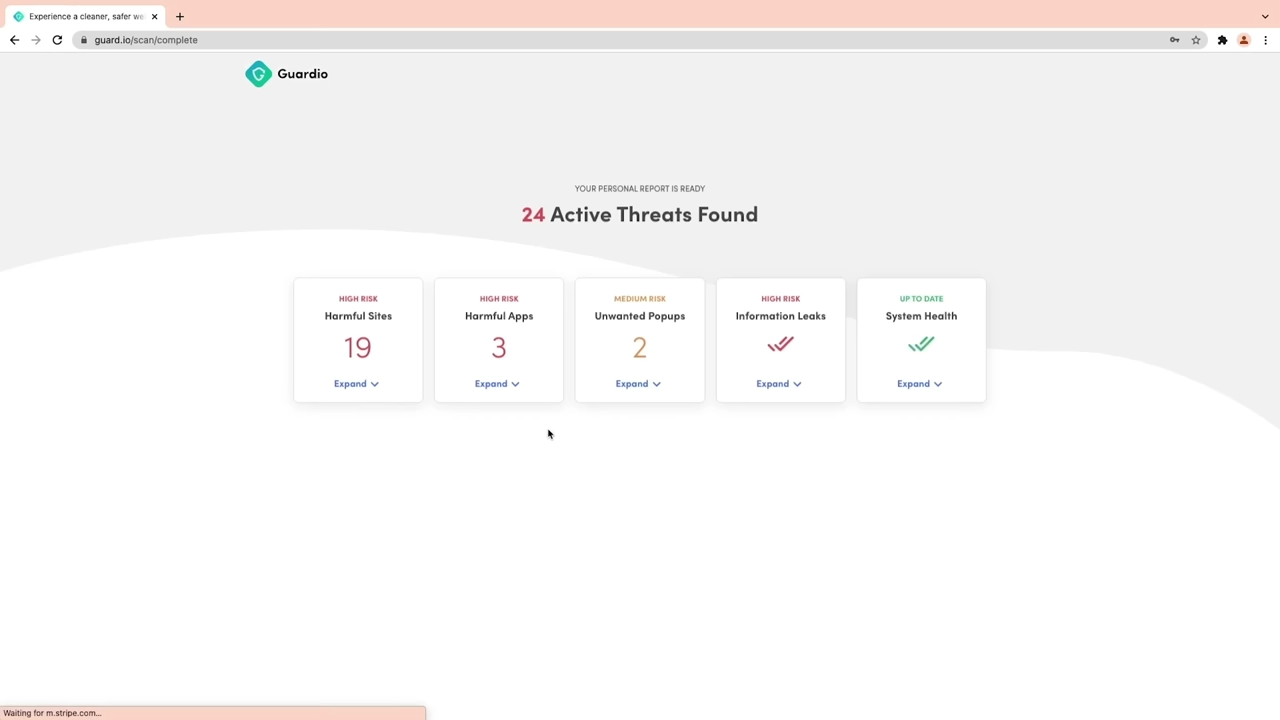 Experience a cleaner, safer we
guard.io/scan/complete
Guardio
YOUR PERSONAL REPORT IS READY
24 Active Threats Found
HIGH RISK
Harmful Sites
19
Expand
HIGH RISK
Harmful Apps
3
Expand
MEDIUM RISK
Unwanted Popups
2
Expand
HIGH RISK
Information Leaks
Expand
UP TO DATE
System Health
Expand
Waiting for m.stripe.com...